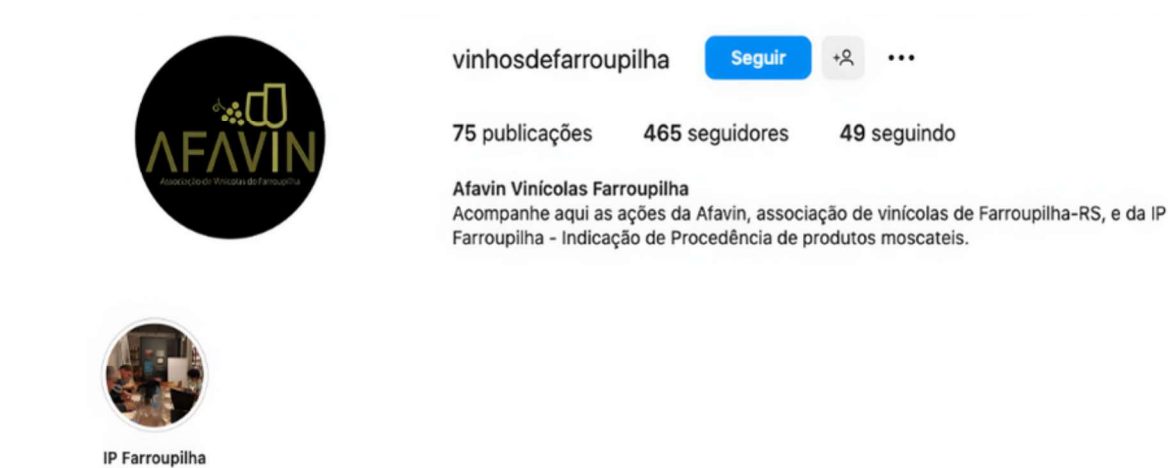 vinhosdefarroupilha Seguir
75 publicações 465 seguidores 49 seguindo
AFAVIN
Associação de Vinícolas de Farroupilha
Afavin Vinícolas Farroupilha
Acompanhe aqui as ações da Afavin, associação de vinícolas de Farroupilha-RS, e da IP
Farroupilha - Indicação de Procedência de produtos moscateis.
IP Farroupilha